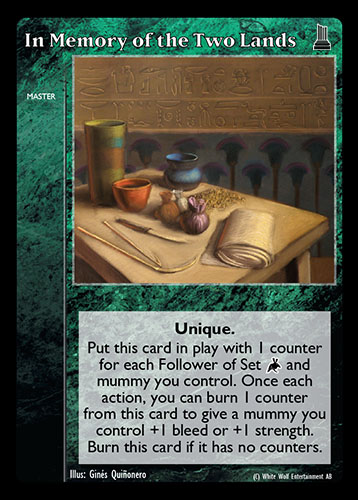 In Memory of the Two Lands
MASTER
Unique.
Put this card in play with 1 counter
for each Follower of Set and
mummy you control. Once each
action, you can burn 1 counter
from this card to give a mummy you
control +1 bleed or +1 strength.
Burn this card if it has no counters.
Illus: Ginés Quiñonero
(C) White Wolf Entertainment AB